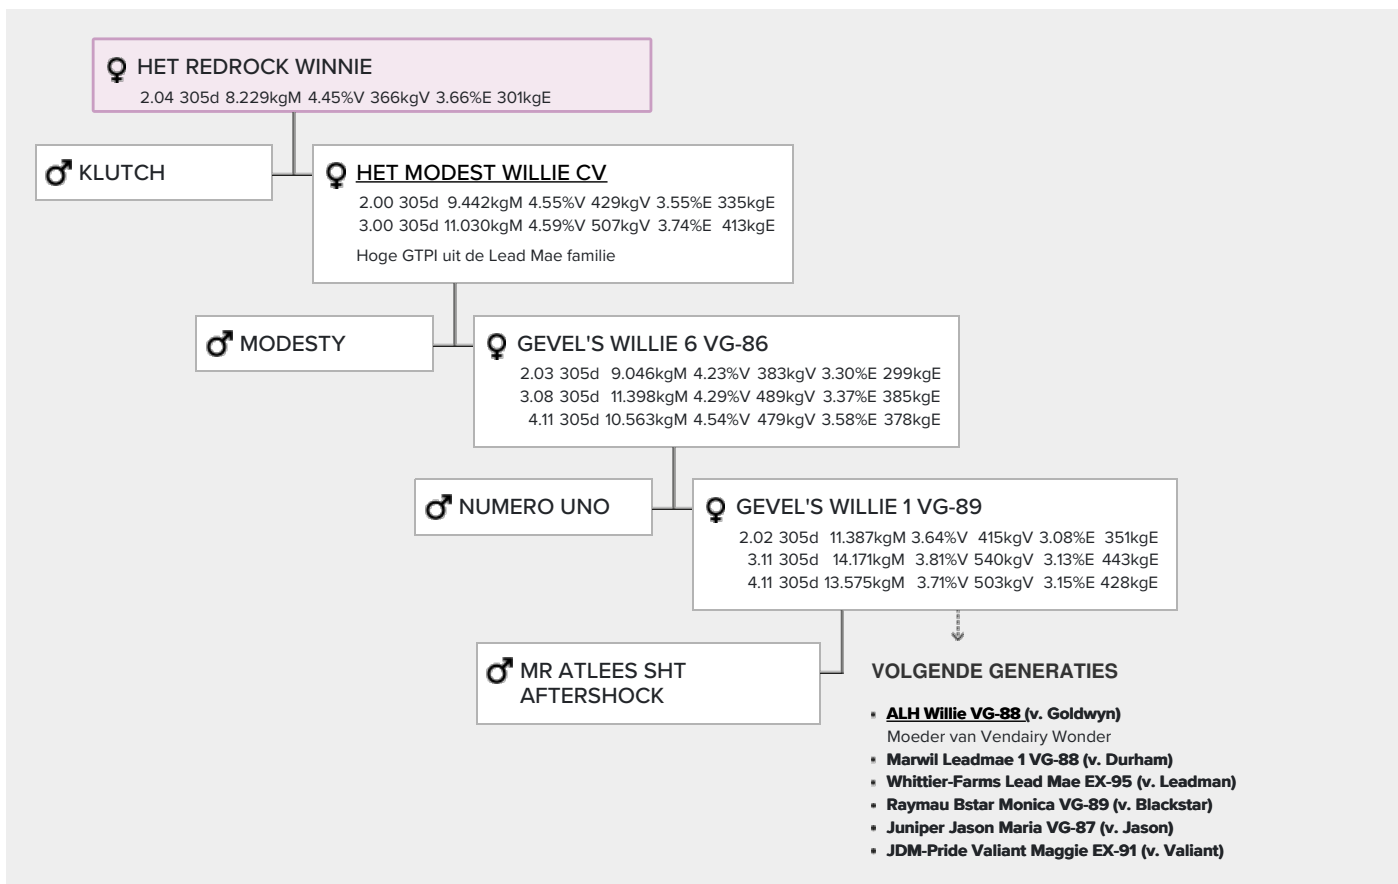 HET REDROCK WINNIE
2.04 305d 8.229kgM 4.45%V 366kgV 3.66%E 301kgE
KLUTCH
HET MODEST WILLIE CV
2.00 305d 9.442kgM 4.55%V 429kgV 3.55%E 335kgE
3.00 305d 11.030kgM 4.59%V 507kgV 3.74%E 413kgE
Hoge GTPI uit de Lead Mae familie
MODESTY
GEVEL'S WILLIE 6 VG-86
2.03 305d 9.046kgM 4.23%V 383kgV 3.30%E 299kgE
3.08 305d 11.398kgM 4.29%V 489kgV 3.37%E 385kgE
4.11 305d 10.563kgM 4.54%V 479kgV 3.58%E 378kgE
NUMERO UNO
GEVEL'S WILLIE 1 VG-89
2.02 305d 11.387kgM 3.64%V 415kgV 3.08%E 351kgE
3.11 305d 14.171kgM 3.81%V 540kgV 3.13%E 443kgE
4.11 305d 13.575kgM 3.71%V 503kgV 3.15%E 428kgE
MR ATLEES SHT
AFTERSHOCK
VOLGENDE GENERATIES
• ALH Willie VG-88 (v. Goldwyn)
Moeder van Vendairy Wonder
• Marwil Leadmae 1 VG-88 (v. Durham)
• Whittier-Farms Lead Mae EX-95 (v. Leadman)
• Raymau Bstar Monica VG-89 (v. Blackstar)
• Juniper Jason Maria VG-87 (v. Jason)
• JDM-Pride Valiant Maggie EX-91 (v. Valiant)